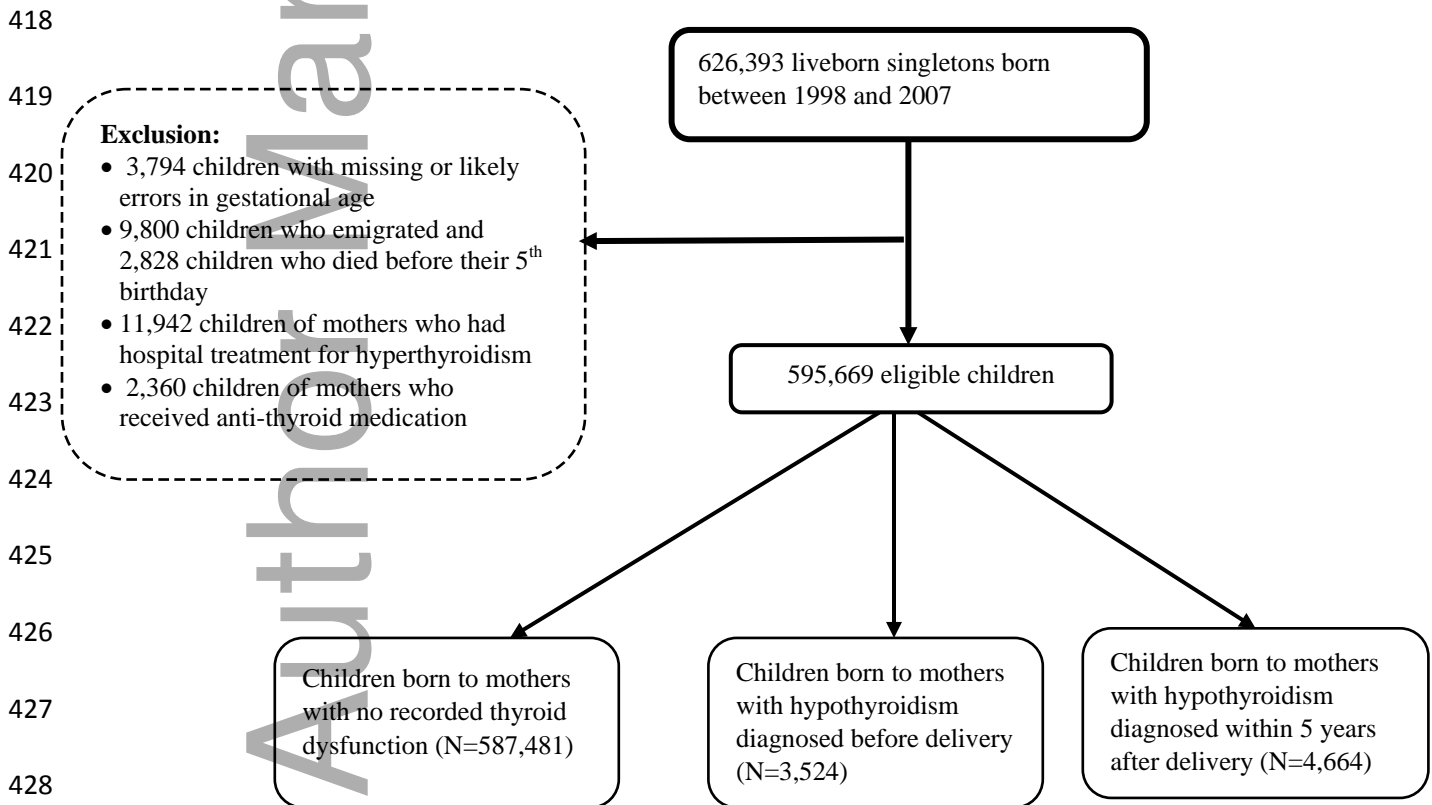 418
626,393 liveborn singletons born
between 1998 and 2007
419
Exclusion:
• 3,794 children with missing or likely
420
errors in gestational age
• 9,800 children who emigrated and
421
2,828 children who died before their 5th
birthday
422
• 11,942 children of mothers who had
hospital treatment for hyperthyroidism
595,669 eligible children
423
• 2,360 children of mothers who
received anti-thyroid medication
424
425
426
Children born to mothers
with no recorded thyroid
dysfunction (N=587,481)
Children born to mothers
with hypothyroidism
diagnosed before delivery
(N=3,524)
Children born to mothers
with hypothyroidism
diagnosed within 5 years
after delivery (N=4,664)
427
428
Author Man